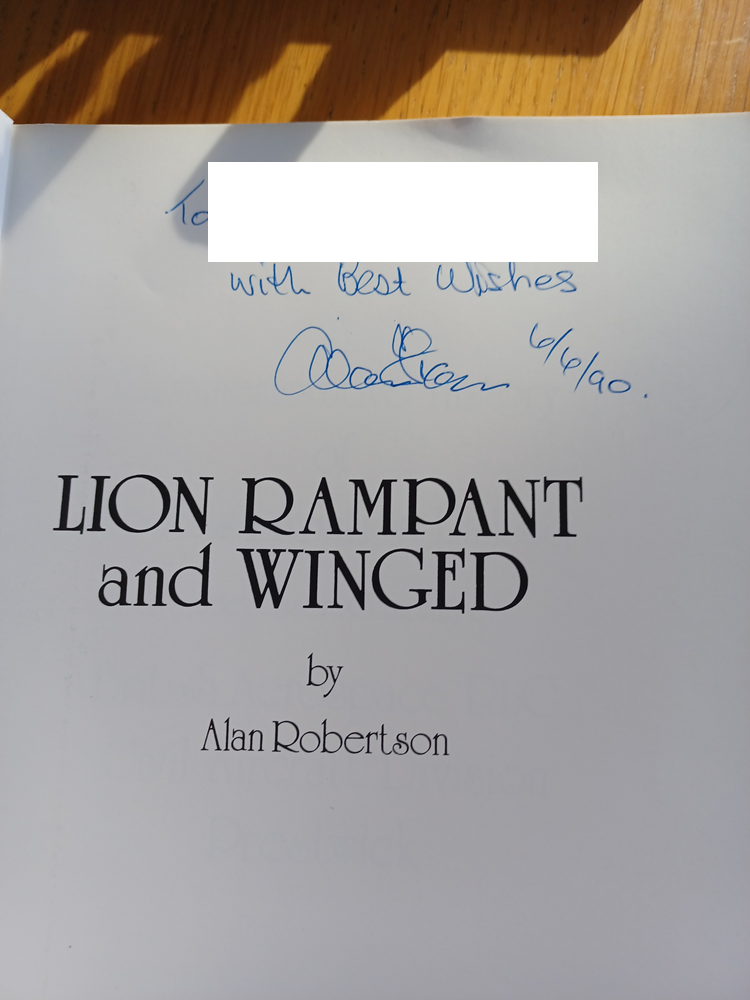 To
with Best Wishes
6/6/90.
LION RAMPANT
and WINGED
by
Alan Robertson